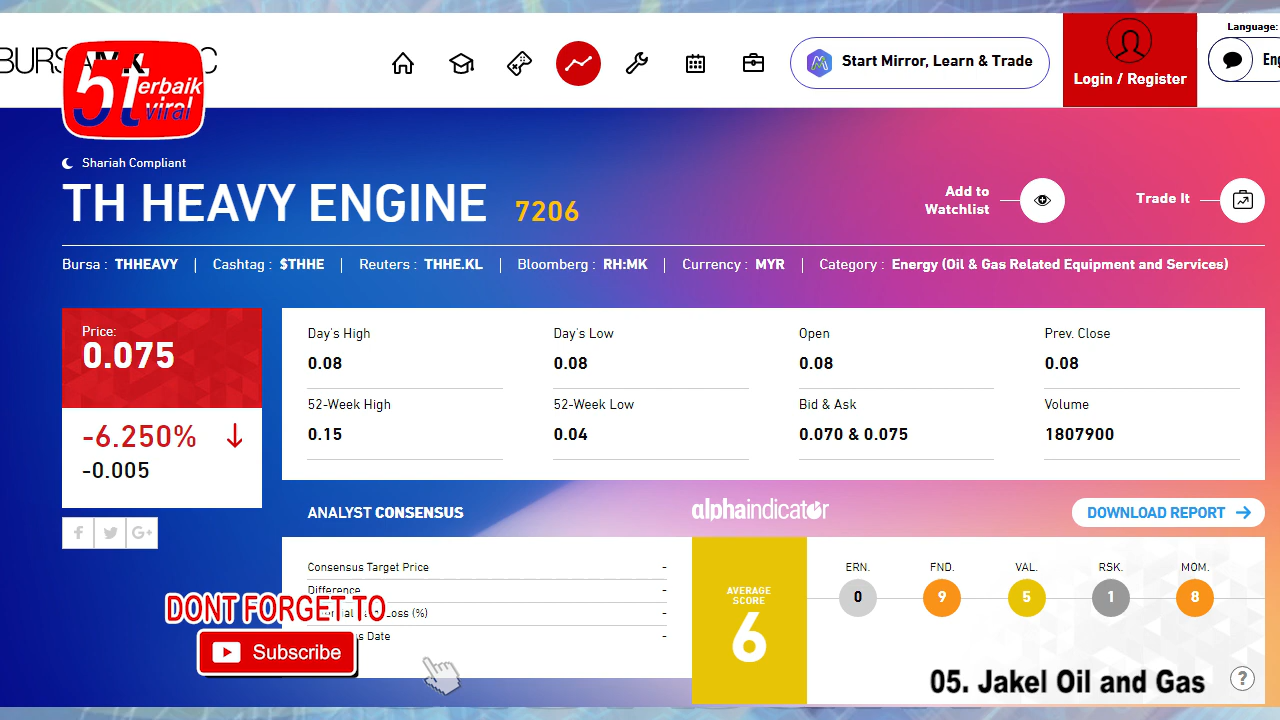 BURSA MKTPLC
5terbaik
viral
Start Mirror, Learn & Trade
Login / Register
Language:
Eng
Shariah Compliant
TH HEAVY ENGINE 7206
Add to
Watchlist
Trade It
Bursa : THHEAVY | Cashtag : $THHE | Reuters : THHE.KL | Bloomberg : RH:MK | Currency : MYR | Category : Energy (Oil & Gas Related Equipment and Services)
Price:
0.075
-6.250%
-0.005
Day's High Day's Low Open Prev. Close
0.08 0.08 0.08 0.08
52-Week High 52-Week Low Bid & Ask Volume
0.15 0.04 0.070 & 0.075 1807900
f G+
ANALYST CONSENSUS
alphaindicator
DOWNLOAD REPORT
Consensus Target Price -
Difference -
Loss (%) -
Date -
AVERAGE
SCORE
6
ERN. FND. VAL. RSK. MOM.
0 9 5 1 8
DONT FORGET TO
Subscribe
05. Jakel Oil and Gas
?